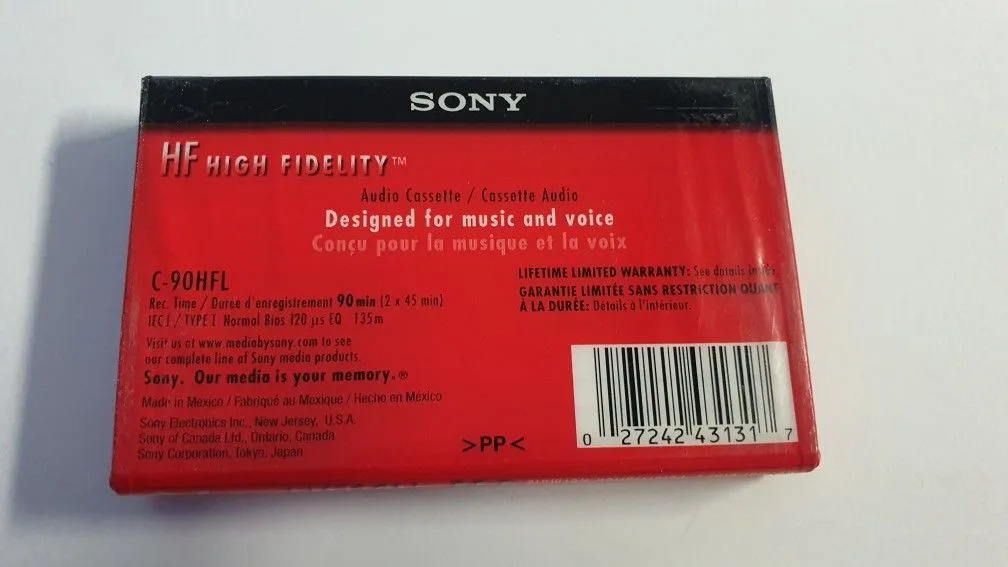 SONY
HF HIGH FIDELITY™
Audio Cassette / Cassette Audio
Designed for music and voice
Conçu pour la musique et la voix
C-90HFL
Rec. Time / Durée d'enregistrement 90 min (2 x 45 min)
IEC I / TYPE I Normal Bias 120 µs EQ 135m
Visit us at www.mediabysony.com to see
our complete line of Sony media products.
Sony. Our media is your memory.®
Made in Mexico / Fabriqué au Mexique / Hecho en México
Sony Electronics Inc., New Jersey, U.S.A.
Sony of Canada Ltd., Ontario, Canada
Sony Corporation, Tokyo, Japan
LIFETIME LIMITED WARRANTY: See details
GARANTIE LIMITÉE SANS RESTRICTION QUANT
À LA DURÉE: Détails à l'intérieur.
>PP<
0 27242 43131 7